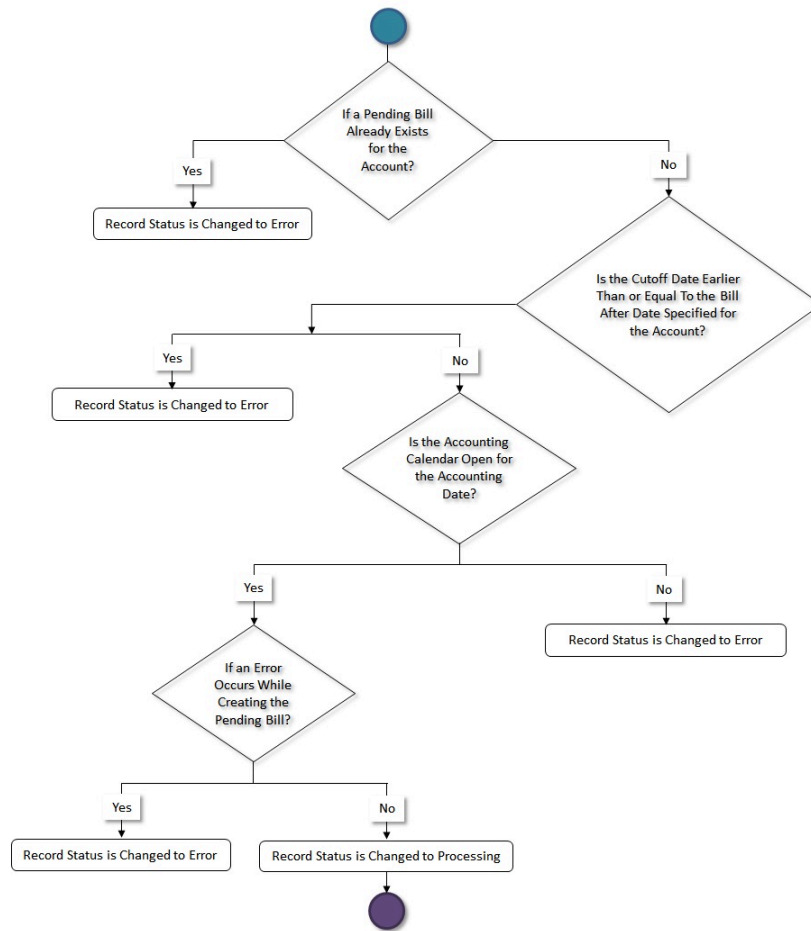 If a Pending Bill
Already Exists
for the
Account?
Yes
No
Record Status is Changed to Error
Is the Cutoff Date Earlier
Than or Equal To the Bill
After Date Specified for
the Account?
Yes
No
Record Status is Changed to Error
Is the Accounting
Calendar Open for
the Accounting
Date?
Yes
No
Record Status is Changed to Error
If an Error
Occurs While
Creating the
Pending Bill?
Yes
No
Record Status is Changed to Error
Record Status is Changed to Processing